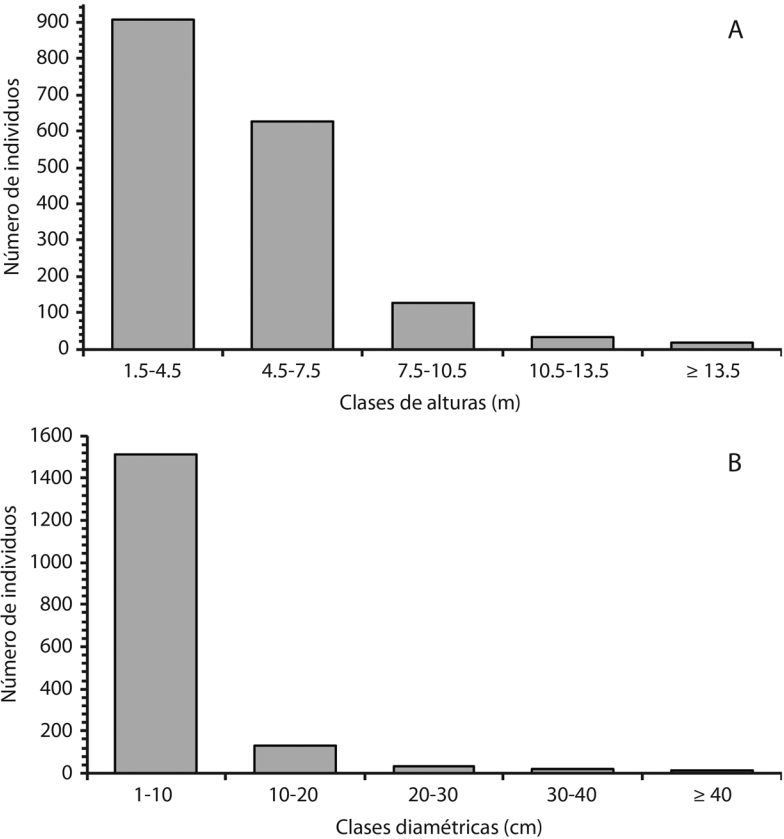 A
900
800
700
600
500
400
300
200
100
0
Número de individuos
1.5-4.5 4.5-7.5 7.5-10.5 10.5-13.5 ≥ 13.5
Clases de alturas (m)
B
1600
1400
1200
1000
800
600
400
200
0
Número de individuos
1-10 10-20 20-30 30-40 ≥ 40
Clases diamétricas (cm)